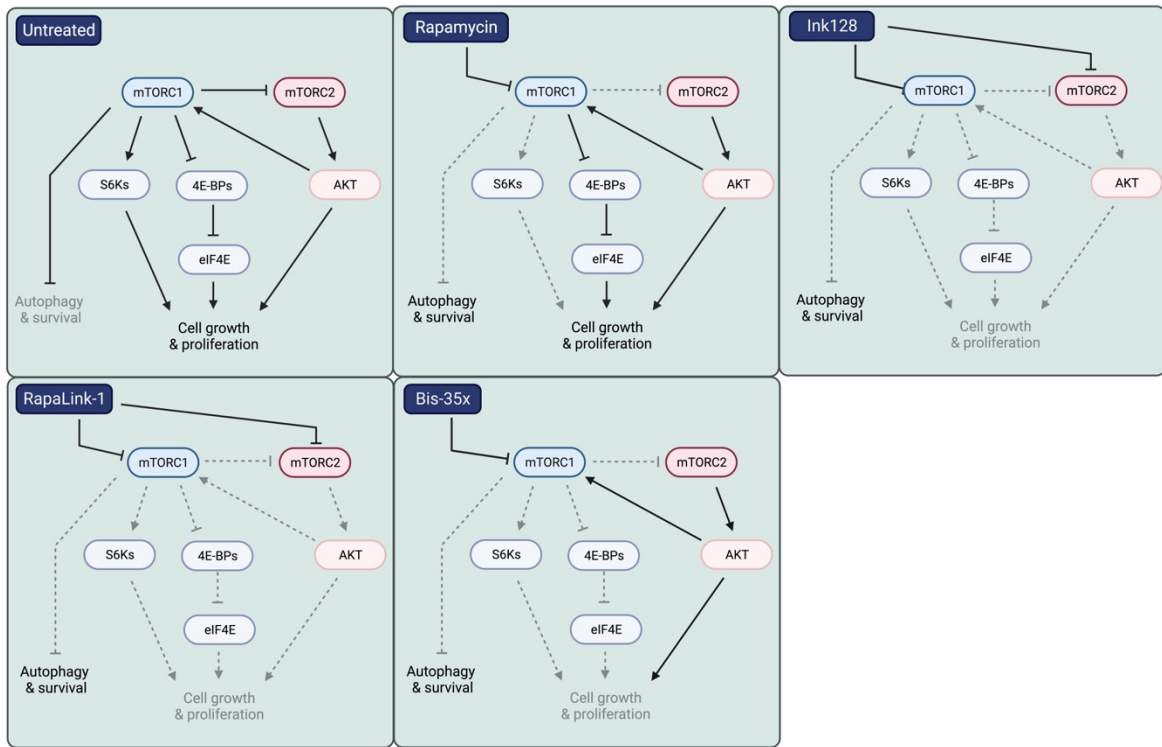 Untreated
mTORC1
mTORC2
S6Ks
4E-BPs
AKT
eIF4E
Autophagy
& survival
Cell growth
& proliferation
Rapamycin
mTORC1
mTORC2
S6Ks
4E-BPs
AKT
eIF4E
Autophagy
& survival
Cell growth
& proliferation
Ink128
mTORC1
mTORC2
S6Ks
4E-BPs
AKT
eIF4E
Autophagy
& survival
Cell growth
& proliferation
RapaLink-1
mTORC1
mTORC2
S6Ks
4E-BPs
AKT
eIF4E
Autophagy
& survival
Cell growth
& proliferation
Bis-35x
mTORC1
mTORC2
S6Ks
4E-BPs
AKT
eIF4E
Autophagy
& survival
Cell growth
& proliferation